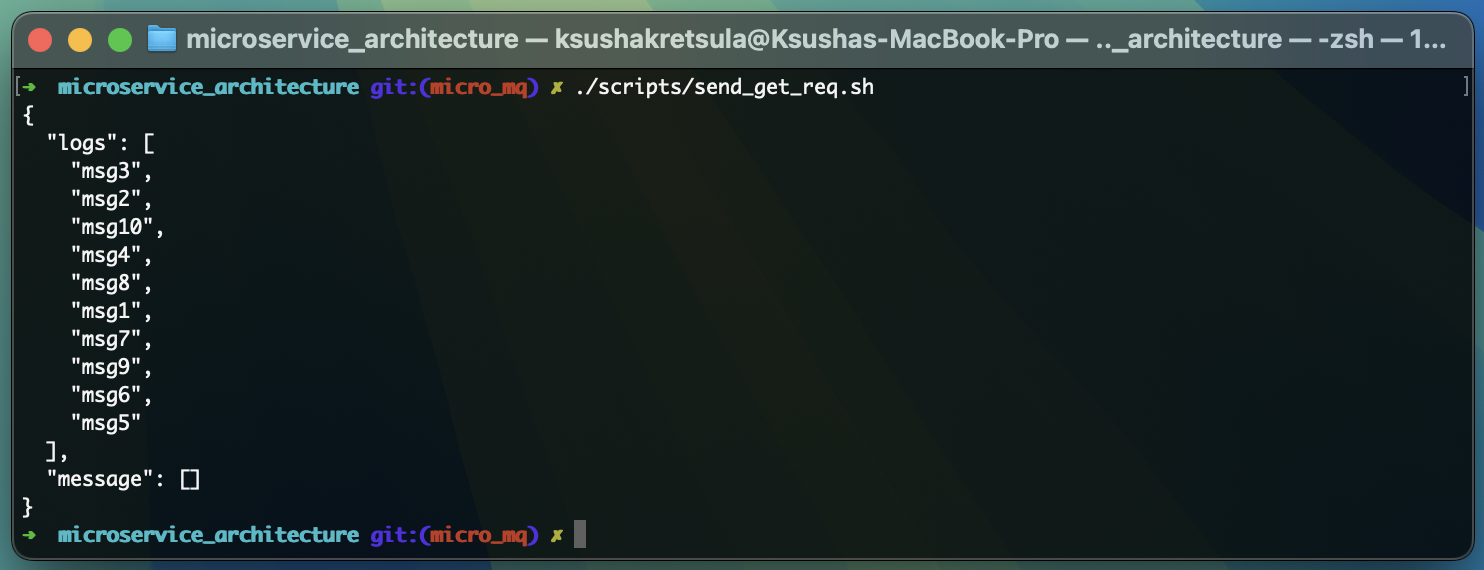 microservice_architecture — ksushakretsula@Ksushas-MacBook-Pro — .._architecture — -zsh — 1...
[➜  microservice_architecture git:(micro_mq) ✗ ./scripts/send_get_req.sh ]
{
  "logs": [
    "msg3",
    "msg2",
    "msg10",
    "msg4",
    "msg8",
    "msg1",
    "msg7",
    "msg9",
    "msg6",
    "msg5"
  ],
  "message": []
}
➜  microservice_architecture git:(micro_mq) ✗